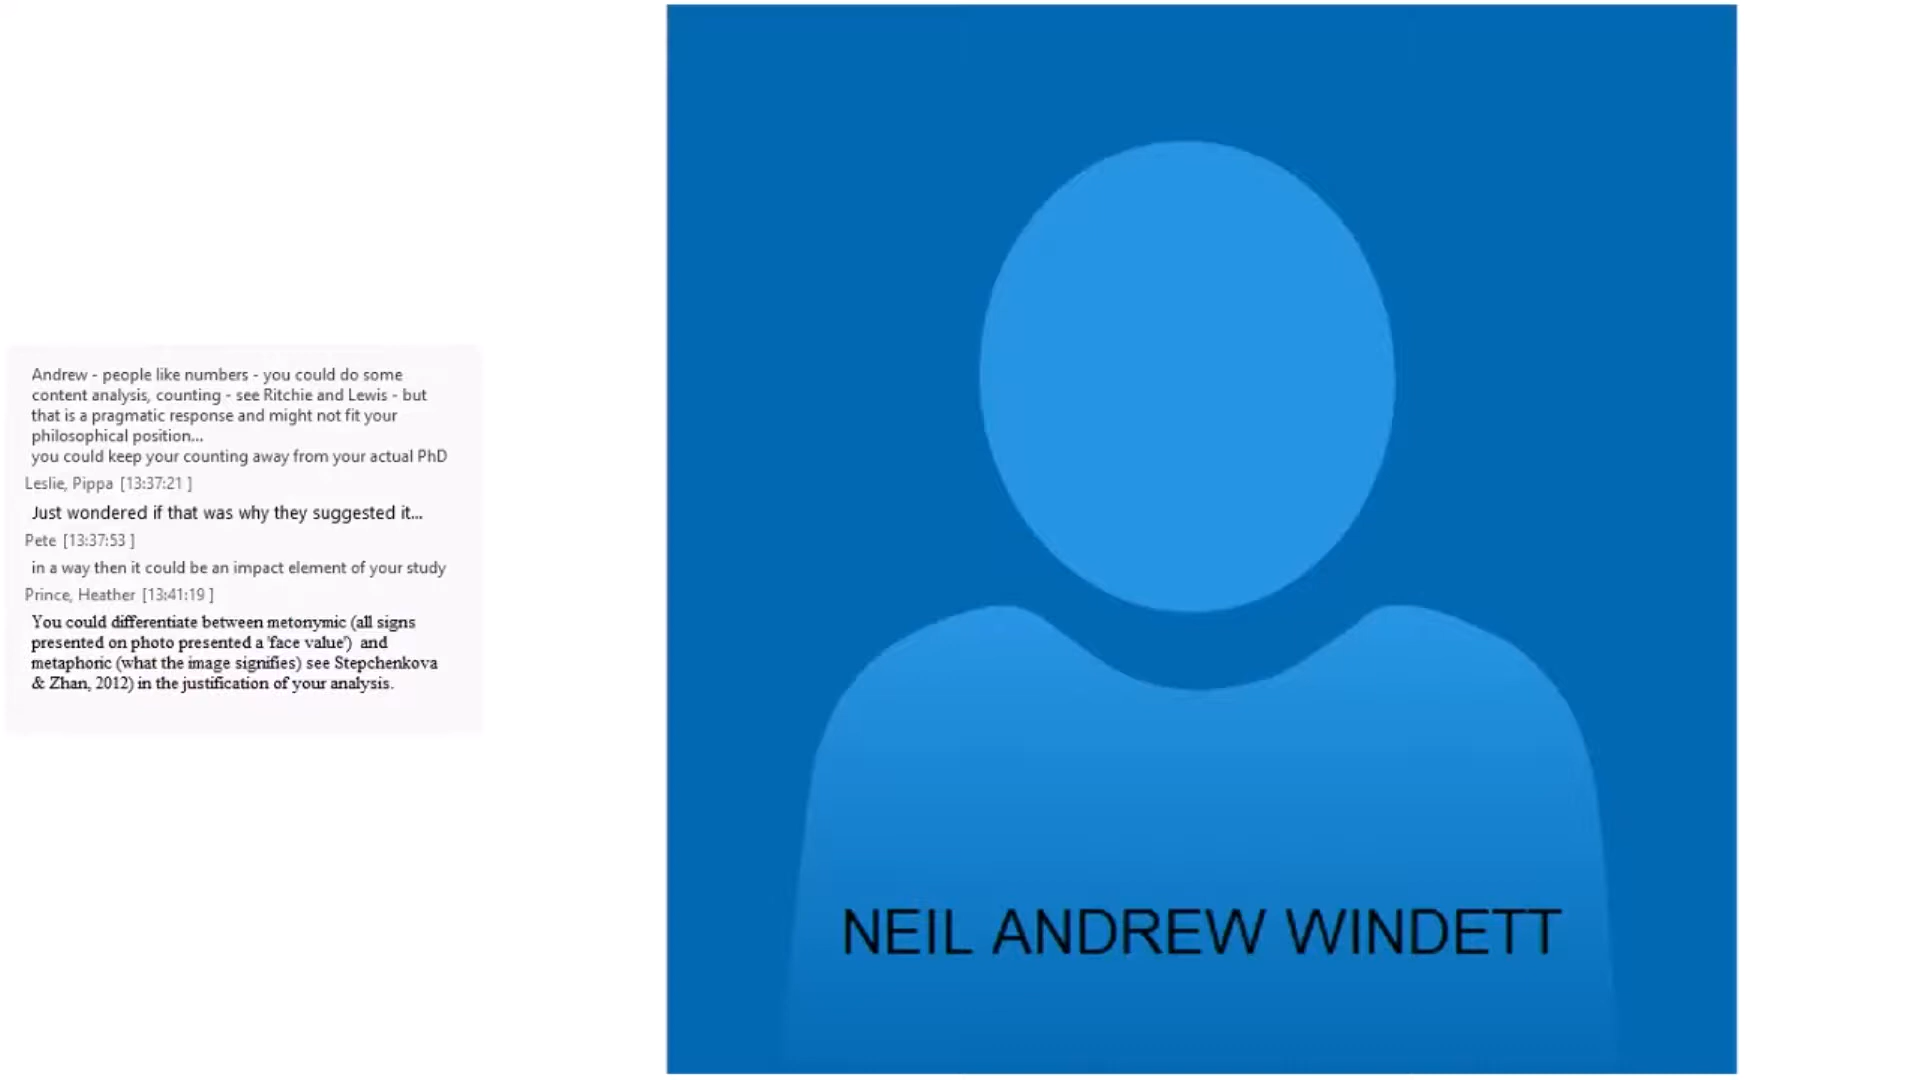 Andrew - people like numbers - you could do some
content analysis, counting - see Ritchie and Lewis - but
that is a pragmatic response and might not fit your
philosophical position...
you could keep your counting away from your actual PhD
Leslie, Pippa [13:37:21 ]
Just wondered if that was why they suggested it...
Pete [13:37:53 ]
in a way then it could be an impact element of your study
Prince, Heather [13:41:19 ]
You could differentiate between metonymic (all signs
presented on photo presented a 'face value') and
metaphoric (what the image signifies) see Stepchenkova
& Zhan, 2012) in the justification of your analysis.
NEIL ANDREW WINDETT